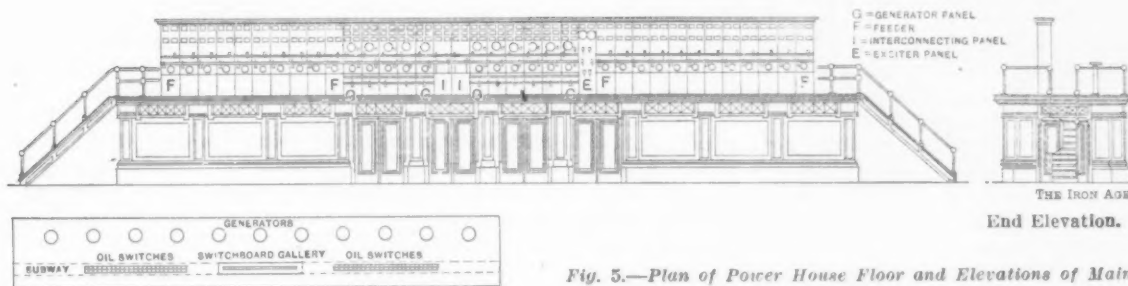 G = GENERATOR PANEL
F = FEEDER
I = INTERCONNECTING PANEL
E = EXCITER PANEL
F F I I E F F
THE IRON AGE
End Elevation.
GENERATORS
OIL SWITCHES SWITCHBOARD GALLERY OIL SWITCHES
SUBWAY
Fig. 5.—Plan of Power House Floor and Elevations of Main